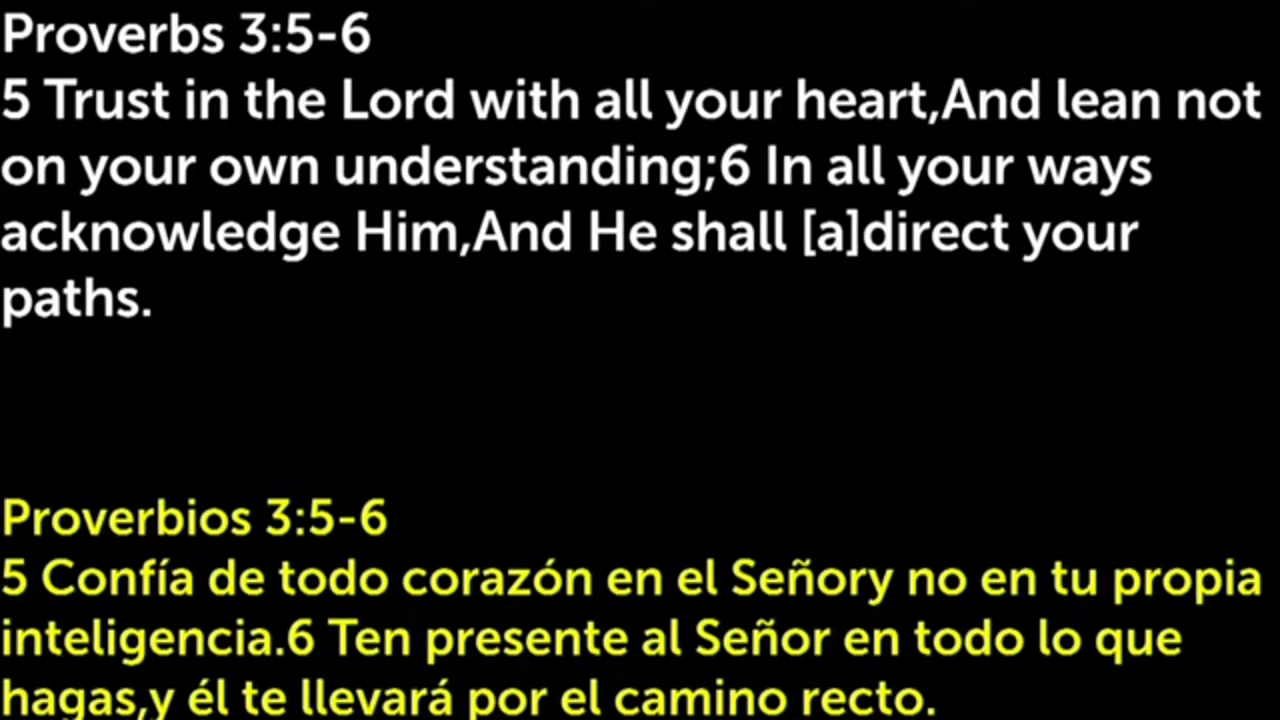 Proverbs 3:5-6
5 Trust in the Lord with all your heart,And lean not
on your own understanding;6 In all your ways
acknowledge Him,And He shall [a]direct your
paths.
Proverbios 3:5-6
5 Confía de todo corazón en el Señory no en tu propia
inteligencia.6 Ten presente al Señor en todo lo que
hagas,y él te llevará por el camino recto.